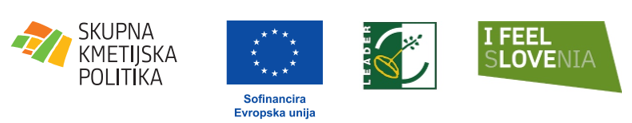 SKUPNA
KMETIJSKA
POLITIKA
Sofinancira
Evropska unija
LEADER
I FEEL
SLOVENIA